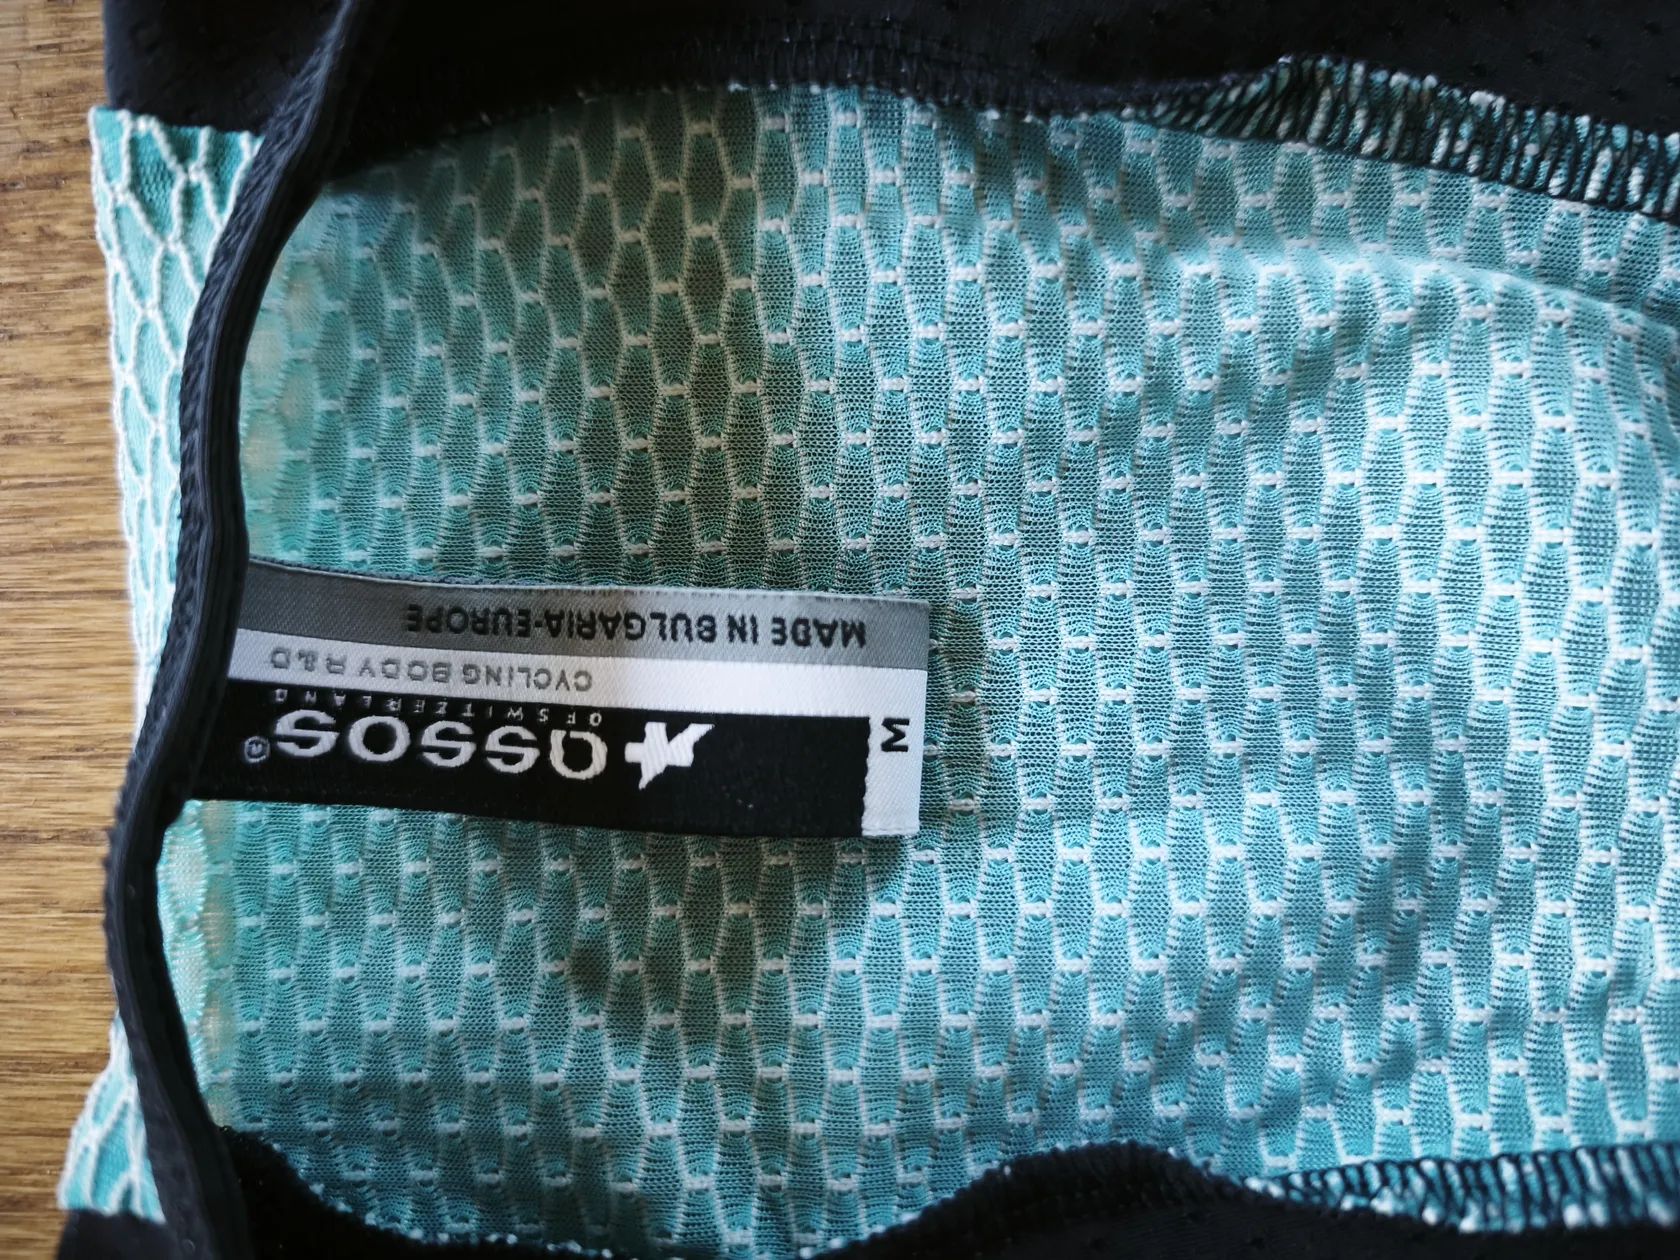 ASSOS®
OF SWITZERLAND
CYCLING BODY R&D
MADE IN BULGARIA-EUROPE
M